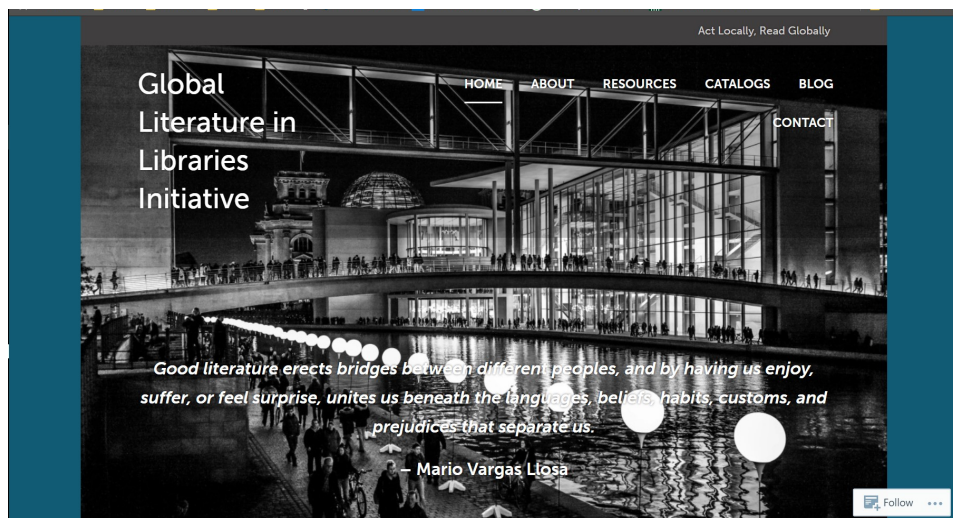 Act Locally, Read Globally
Global
Literature in
Libraries
Initiative
HOME ABOUT RESOURCES CATALOGS BLOG
CONTACT
Good literature erects bridges between different peoples, and by having us enjoy,
suffer, or feel surprise, unites us beneath the languages, beliefs, habits, customs, and
prejudices that separate us.
– Mario Vargas Llosa
Follow